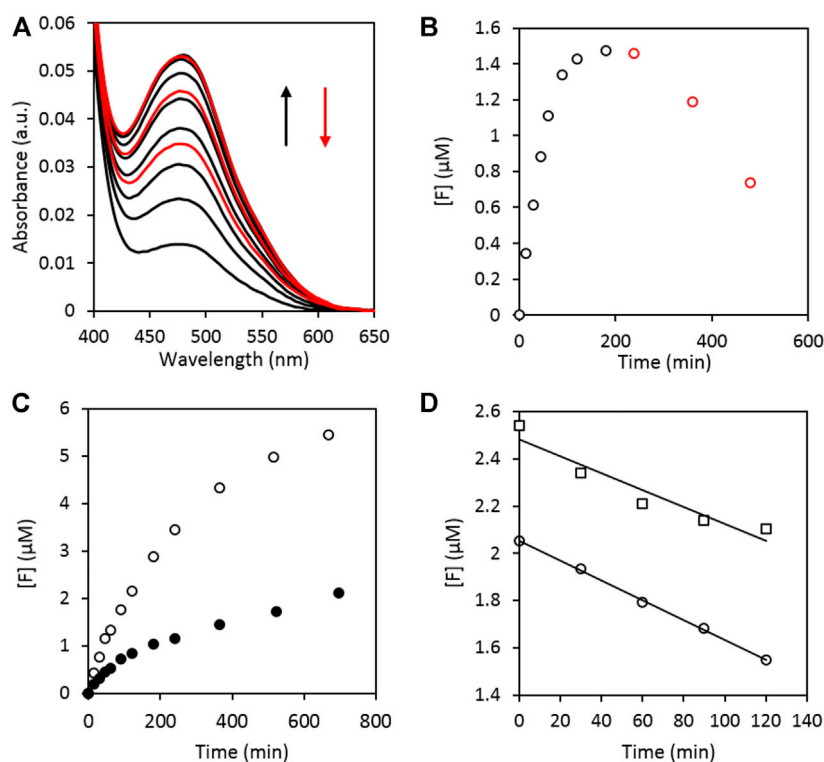 A
Absorbance (a.u.)
0.06
0.05
0.04
0.03
0.02
0.01
0
400 450 500 550 600 650
Wavelength (nm)
B
[F] (μM)
1.6
1.4
1.2
1
0.8
0.6
0.4
0.2
0
0 200 400 600
Time (min)
C
[F] (μM)
6
5
4
3
2
1
0
0 200 400 600 800
Time (min)
D
[F] (μM)
2.6
2.4
2.2
2
1.8
1.6
1.4
0 20 40 60 80 100 120 140
Time (min)